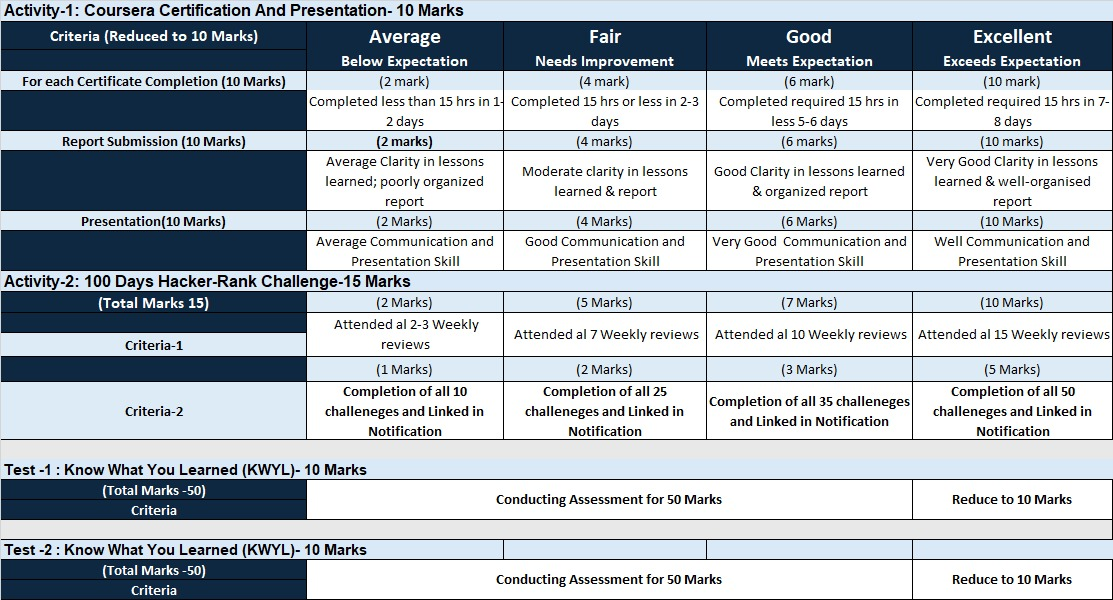 Activity-1: Coursera Certification And Presentation- 10 Marks
Criteria (Reduced to 10 Marks)
Average
Fair
Good
Excellent
Below Expectation
Needs Improvement
Meets Expectation
Exceeds Expectation
For each Certificate Completion (10 Marks)
(2 mark)
(4 mark)
(6 mark)
(10 mark)
Completed less than 15 hrs in 1-
2 days
Completed 15 hrs or less in 2-3
days
Completed required 15 hrs in
less 5-6 days
Completed required 15 hrs in 7-
8 days
Report Submission (10 Marks)
(2 marks)
(4 marks)
(6 marks)
(10 marks)
Average Clarity in lessons
learned; poorly organized
report
Moderate clarity in lessons
learned & report
Good Clarity in lessons learned
& organized report
Very Good Clarity in lessons
learned & well-organised
report
Presentation(10 Marks)
(2 Marks)
(4 Marks)
(6 Marks)
(10 Marks)
Average Communication and
Presentation Skill
Good Communication and
Presentation Skill
Very Good Communication and
Presentation Skill
Well Communication and
Presentation Skill
Activity-2: 100 Days Hacker-Rank Challenge-15 Marks
(Total Marks 15)
(2 Marks)
(5 Marks)
(7 Marks)
(10 Marks)
Criteria-1
Attended al 2-3 Weekly
reviews
Attended al 7 Weekly reviews
Attended al 10 Weekly reviews
Attended al 15 Weekly reviews
(1 Marks)
(2 Marks)
(3 Marks)
(5 Marks)
Criteria-2
Completion of all 10
challeneges and Linked in
Notification
Completion of all 25
challeneges and Linked in
Notification
Completion of all 35 challeneges
and Linked in Notification
Completion of all 50
challeneges and Linked in
Notification
Test -1 : Know What You Learned (KWYL)- 10 Marks
(Total Marks -50)
Criteria
Conducting Assessment for 50 Marks
Reduce to 10 Marks
Test -2 : Know What You Learned (KWYL)- 10 Marks
(Total Marks -50)
Criteria
Conducting Assessment for 50 Marks
Reduce to 10 Marks